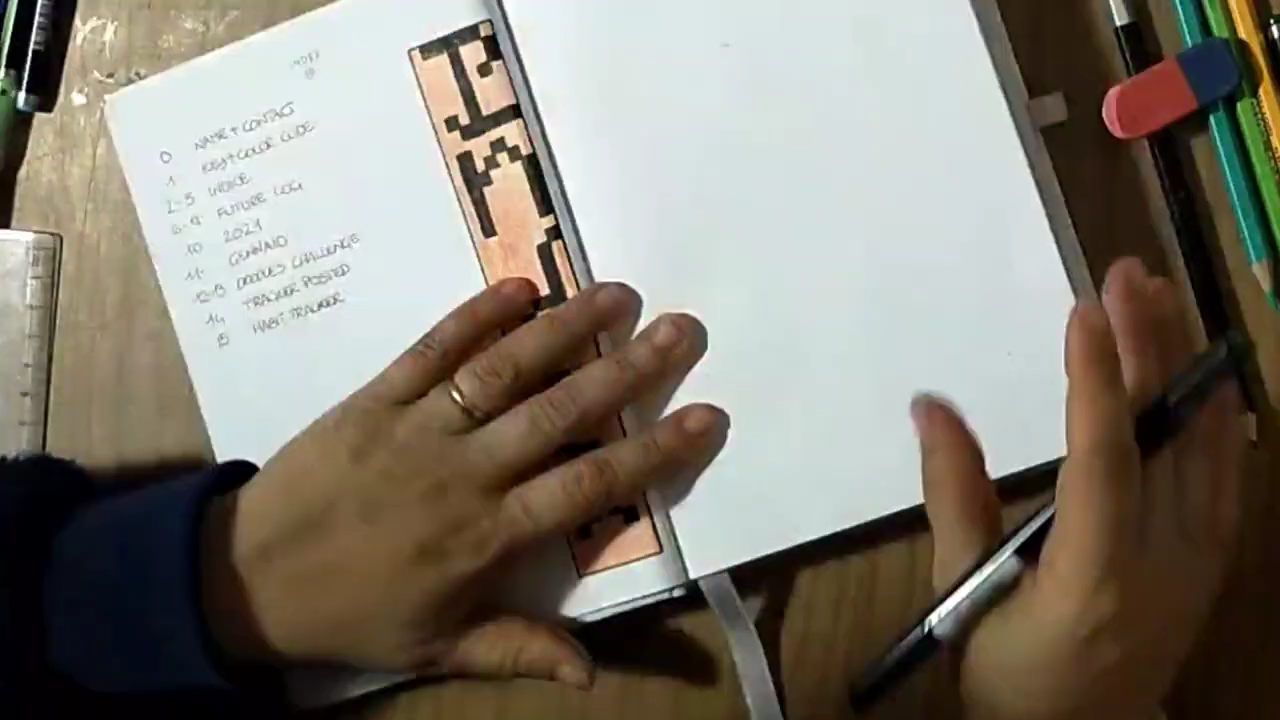 INDEX
0 NAME + CONTACT
1 KEY + COLOR CODE
2-5 INDICE
6-9 FUTURE LOG
10 2021
11 GENNAIO
12-13 DOODLES CHALLENGE
14 TRACKER POSTED
15 HABIT TRACKER